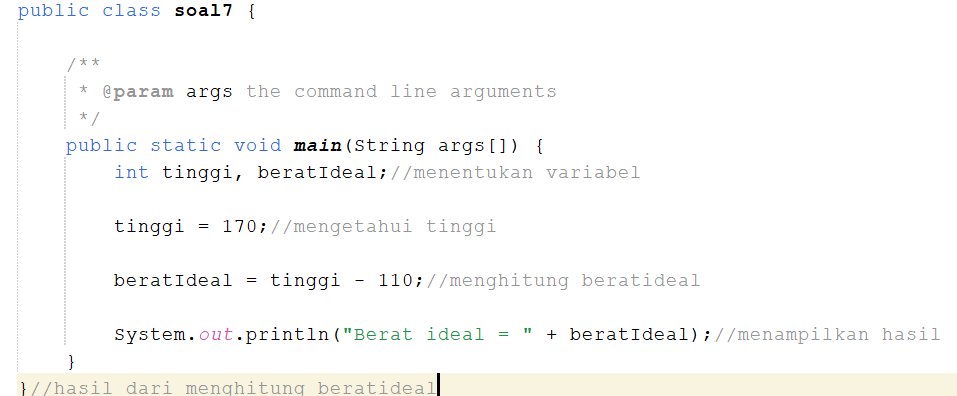 public class soal7 {
/**
* @param args the command line arguments
*/
public static void main(String args[]) {
int tinggi, beratIdeal;//menentukan variabel
tinggi = 170;//mengetahui tinggi
beratIdeal = tinggi - 110;//menghitung beratideal
System.out.println("Berat ideal = " + beratIdeal);//menampilkan hasil
}
}//hasil dari menghitung beratideal